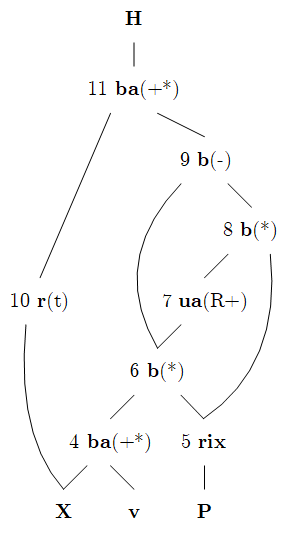 H
11 ba(+*)
9 b(-)
8 b(*)
10 r(t)
7 ua(R+)
6 b(*)
4 ba(+*)
5 rix
X
v
P